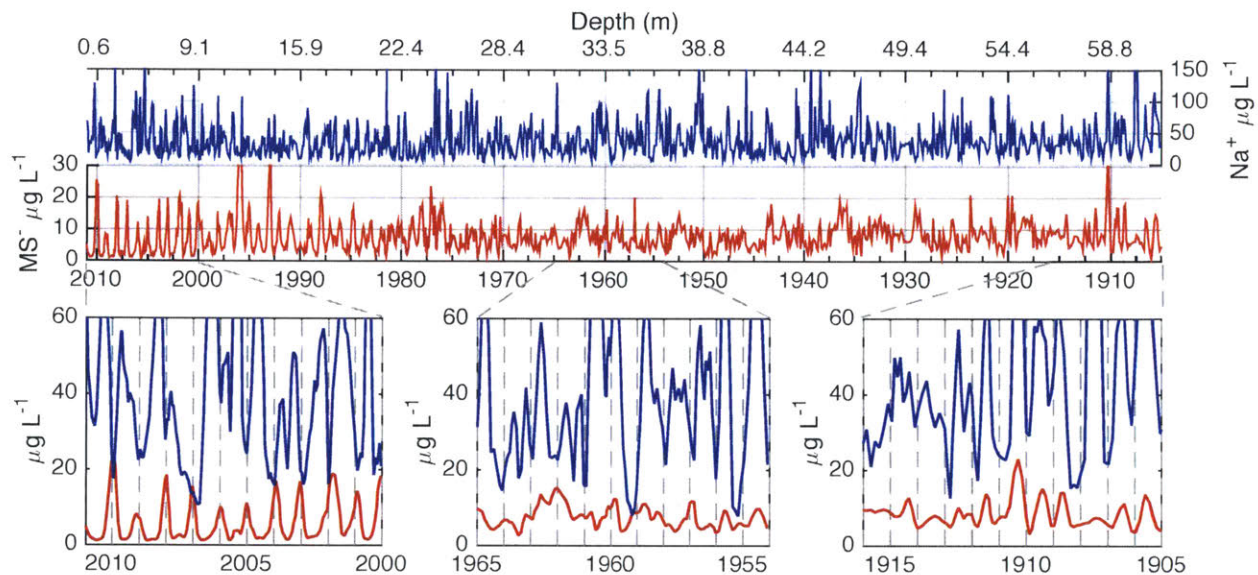 Depth (m)
0.6 9.1 15.9 22.4 28.4 33.5 38.8 44.2 49.4 54.4 58.8
150
100
50
0
Na⁺ µg L⁻¹
30
20
10
0
MS⁻ µg L⁻¹
2010 2000 1990 1980 1970 1960 1950 1940 1930 1920 1910
60 60 60
40 40 40
20 20 20
0 0 0
µg L⁻¹ µg L⁻¹ µg L⁻¹
2010 2005 2000 1965 1960 1955 1915 1910 1905